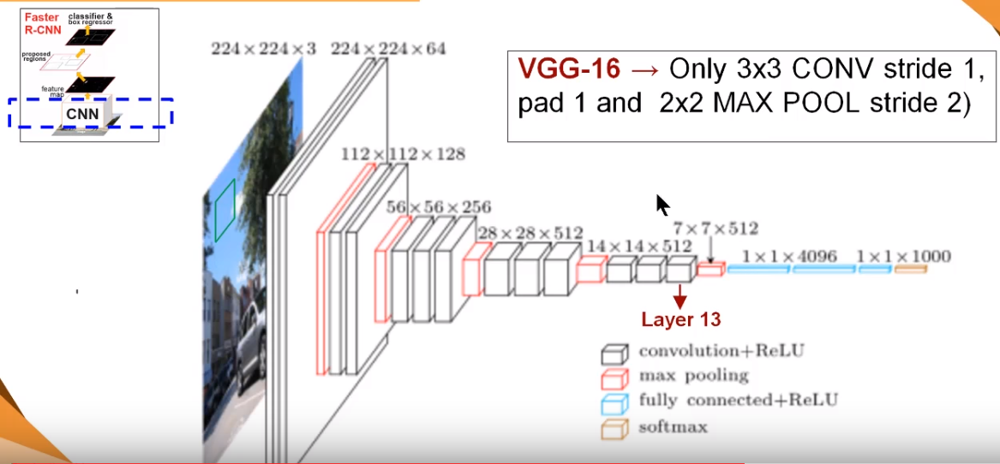 Faster
R-CNN
classifier &
box regressor
proposed
regions
feature
map
CNN
224 × 224 × 3
224 × 224 × 64
VGG-16 → Only 3x3 CONV stride 1,
pad 1 and 2x2 MAX POOL stride 2)
112 × 112 × 128
56 × 56 × 256
28 × 28 × 512
14 × 14 × 512
7 × 7 × 512
1 × 1 × 4096
1 × 1 × 1000
Layer 13
convolution+ReLU
max pooling
fully connected+ReLU
softmax